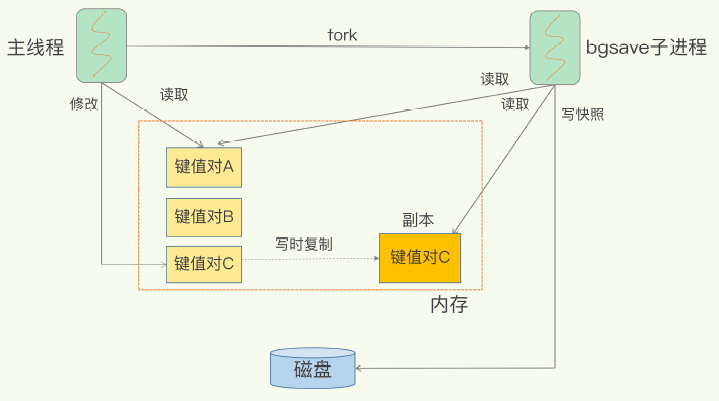 主线程
fork
bgsave子进程
修改
读取
读取
读取
写快照
键值对A
键值对B
副本
键值对C
写时复制
键值对C
内存
磁盘